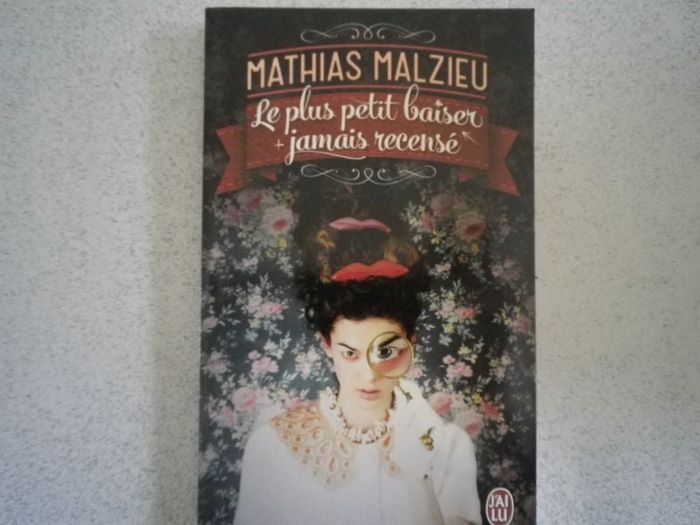 MATHIAS MALZIEU
Le plus petit baiser
jamais recensé
J'AI
LU